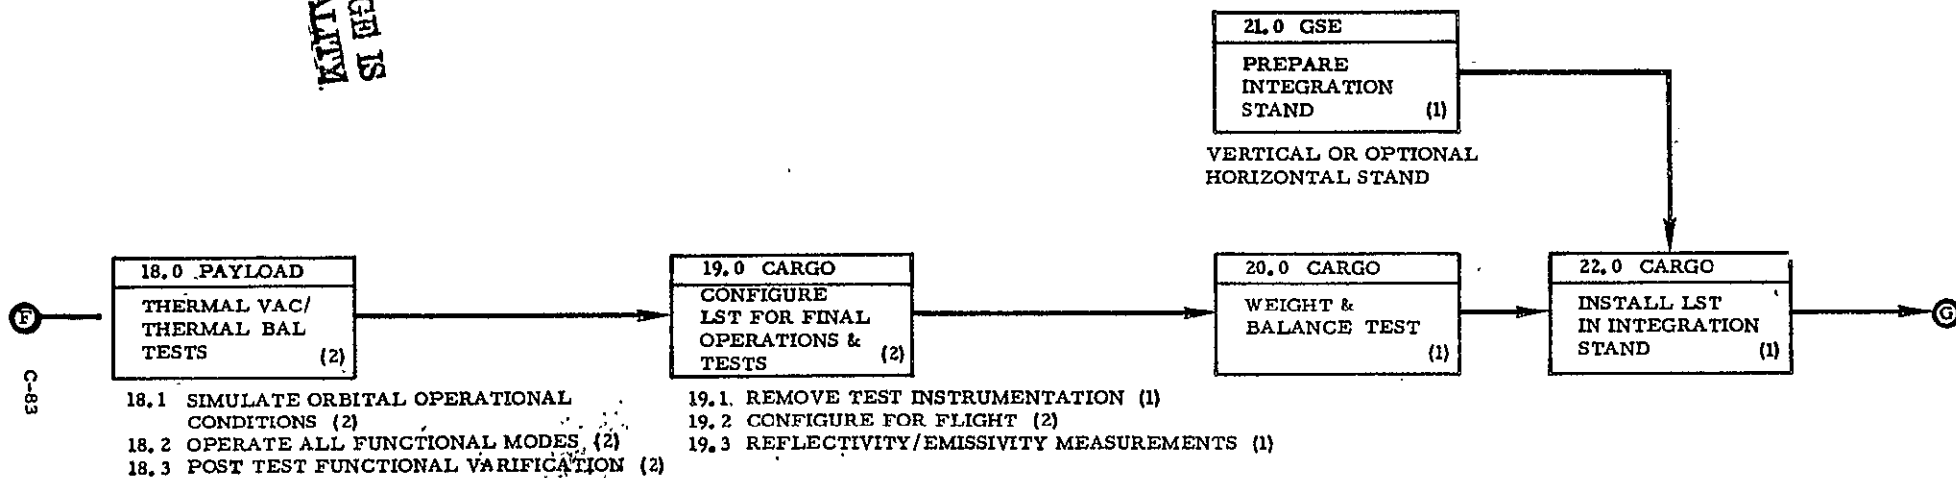 GE IS
ALITY
21.0 GSE
PREPARE
INTEGRATION
STAND (1)
VERTICAL OR OPTIONAL
HORIZONTAL STAND
F
18.0 PAYLOAD
THERMAL VAC/
THERMAL BAL
TESTS (2)
18.1 SIMULATE ORBITAL OPERATIONAL
CONDITIONS (2)
18.2 OPERATE ALL FUNCTIONAL MODES (2)
18.3 POST TEST FUNCTIONAL VARIFICATION (2)
19.0 CARGO
CONFIGURE
LST FOR FINAL
OPERATIONS &
TESTS (2)
19.1. REMOVE TEST INSTRUMENTATION (1)
19.2 CONFIGURE FOR FLIGHT (2)
19.3 REFLECTIVITY/EMISSIVITY MEASUREMENTS (1)
20.0 CARGO
WEIGHT &
BALANCE TEST
(1)
22.0 CARGO
INSTALL LST
IN INTEGRATION
STAND (1)
G
C-83